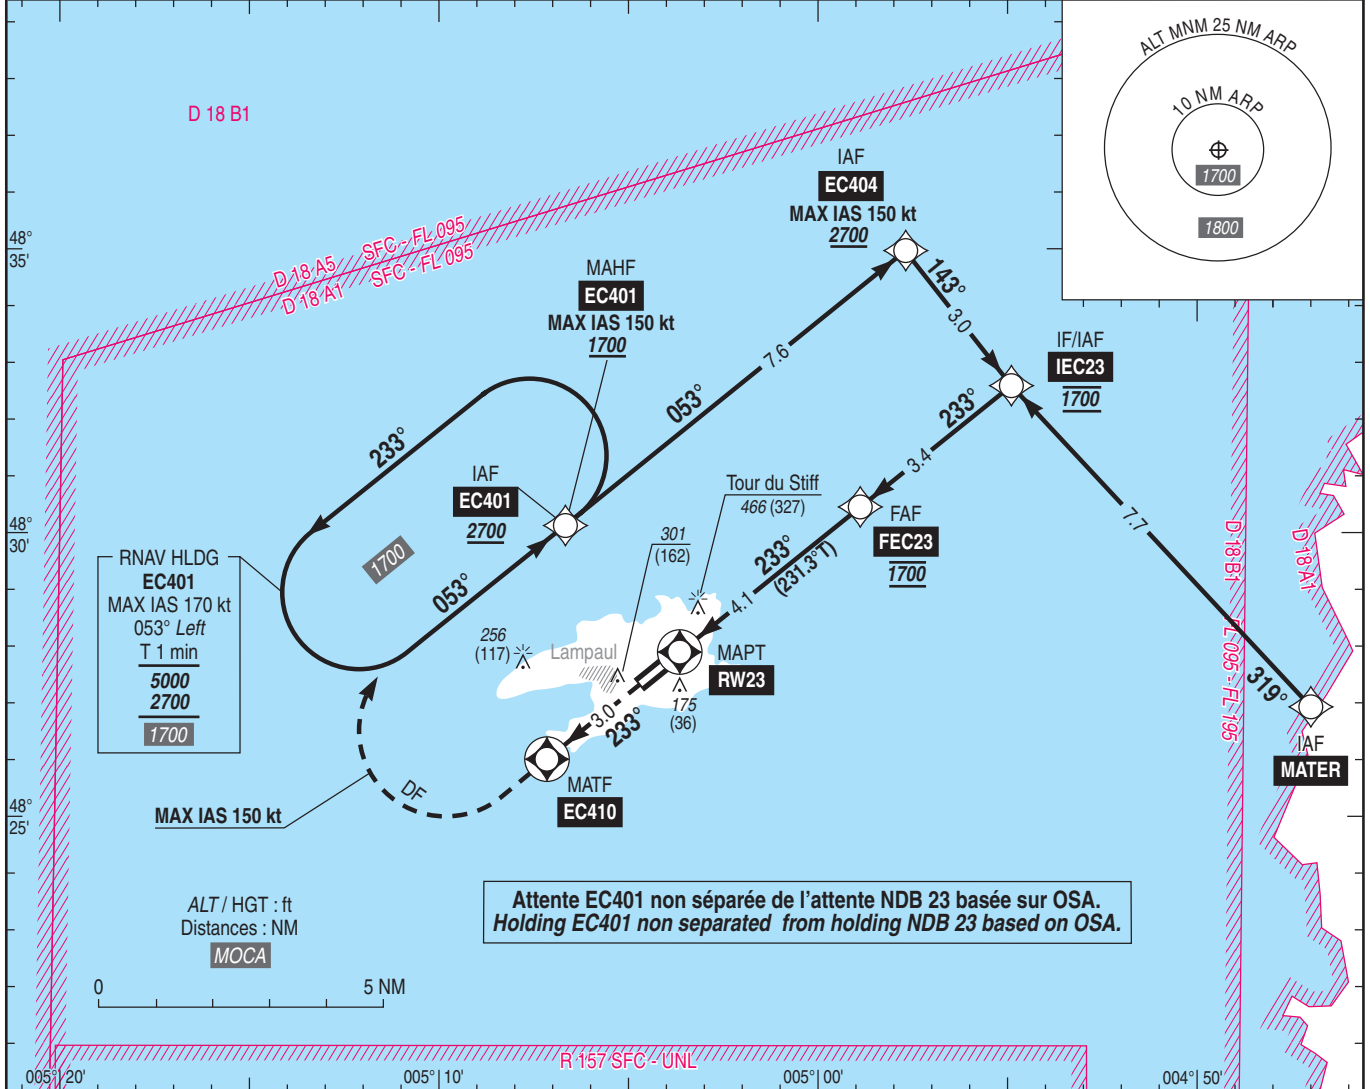 ALT MNM 25 NM ARP
10 NM ARP
1700
1800
D 18 B1
IAF
EC404
MAX IAS 150 kt
2700
48°
35'
D 18 A5 SFC - FL 095
D 18 A1 SFC - FL 095
MAHF
EC401
MAX IAS 150 kt
1700
143°
3.0
7.6
053°
IF/IAF
IEC23
1700
233°
233°
3.4
IAF
EC401
2700
Tour du Stiff
466 (327)
48°
30'
1700
301
(162)
FAF
FEC23
1700
7.7
D 18B1
FL 095 - FL 195
D 18 A1
RNAV HLDG
EC401
MAX IAS 170 kt
053° Left
T 1 min
5000
2700
1700
053°
233°
(231.3°T)
4.1
256
(117)
Lampaul
MAPT
RW23
175
(36)
3.0
233°
319°
IAF
MATER
MATF
EC410
DF
MAX IAS 150 kt
48°
25'
Attente EC401 non séparée de l'attente NDB 23 basée sur OSA.
Holding EC401 non separated from holding NDB 23 based on OSA.
ALT / HGT : ft
Distances : NM
MOCA
0 5 NM
R 157 SFC - UNL
005°20' 005°10' 005°00' 004°50'